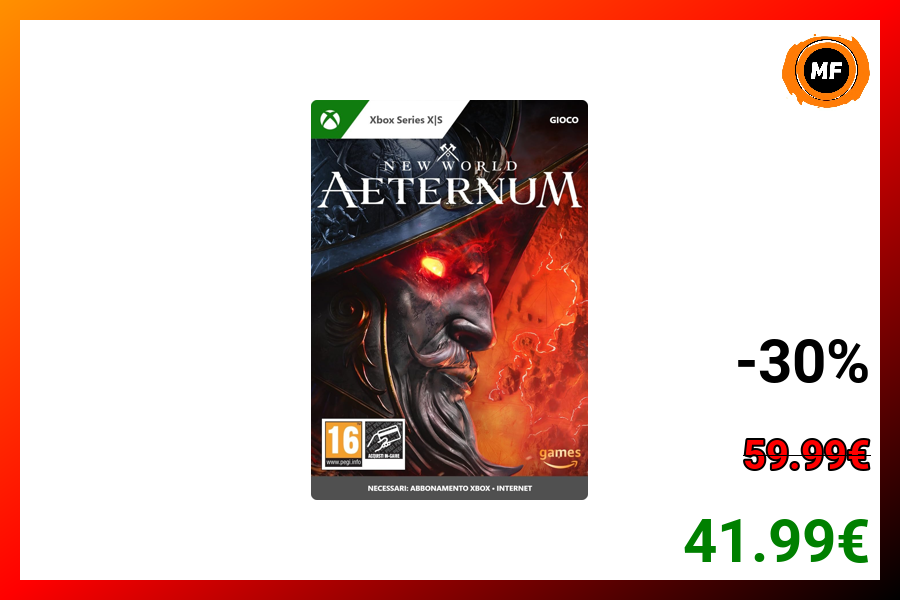 MF
Xbox Series X|S
GIOCO
NEW WORLD
AETERNUM
16
www.pegi.info
ACQUISTI IN-GAME
games
NECESSARI: ABBONAMENTO XBOX • INTERNET
-30%
59.99€
41.99€